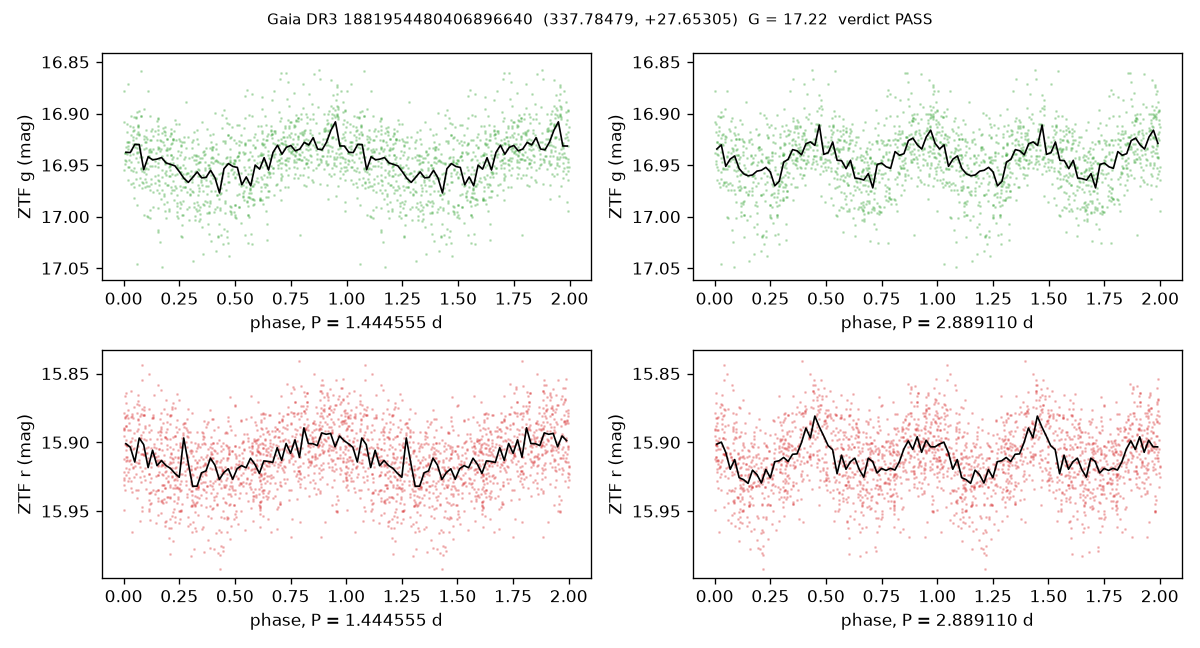 Gaia DR3 1881954480406896640 (337.78479, +27.65305) G = 17.22 verdict PASS
ZTF g (mag)
16.85
16.90
16.95
17.00
17.05
0.00 0.25 0.50 0.75 1.00 1.25 1.50 1.75 2.00
phase, P = 1.444555 d
ZTF g (mag)
16.85
16.90
16.95
17.00
17.05
0.00 0.25 0.50 0.75 1.00 1.25 1.50 1.75 2.00
phase, P = 2.889110 d
ZTF r (mag)
15.85
15.90
15.95
0.00 0.25 0.50 0.75 1.00 1.25 1.50 1.75 2.00
phase, P = 1.444555 d
ZTF r (mag)
15.85
15.90
15.95
0.00 0.25 0.50 0.75 1.00 1.25 1.50 1.75 2.00
phase, P = 2.889110 d